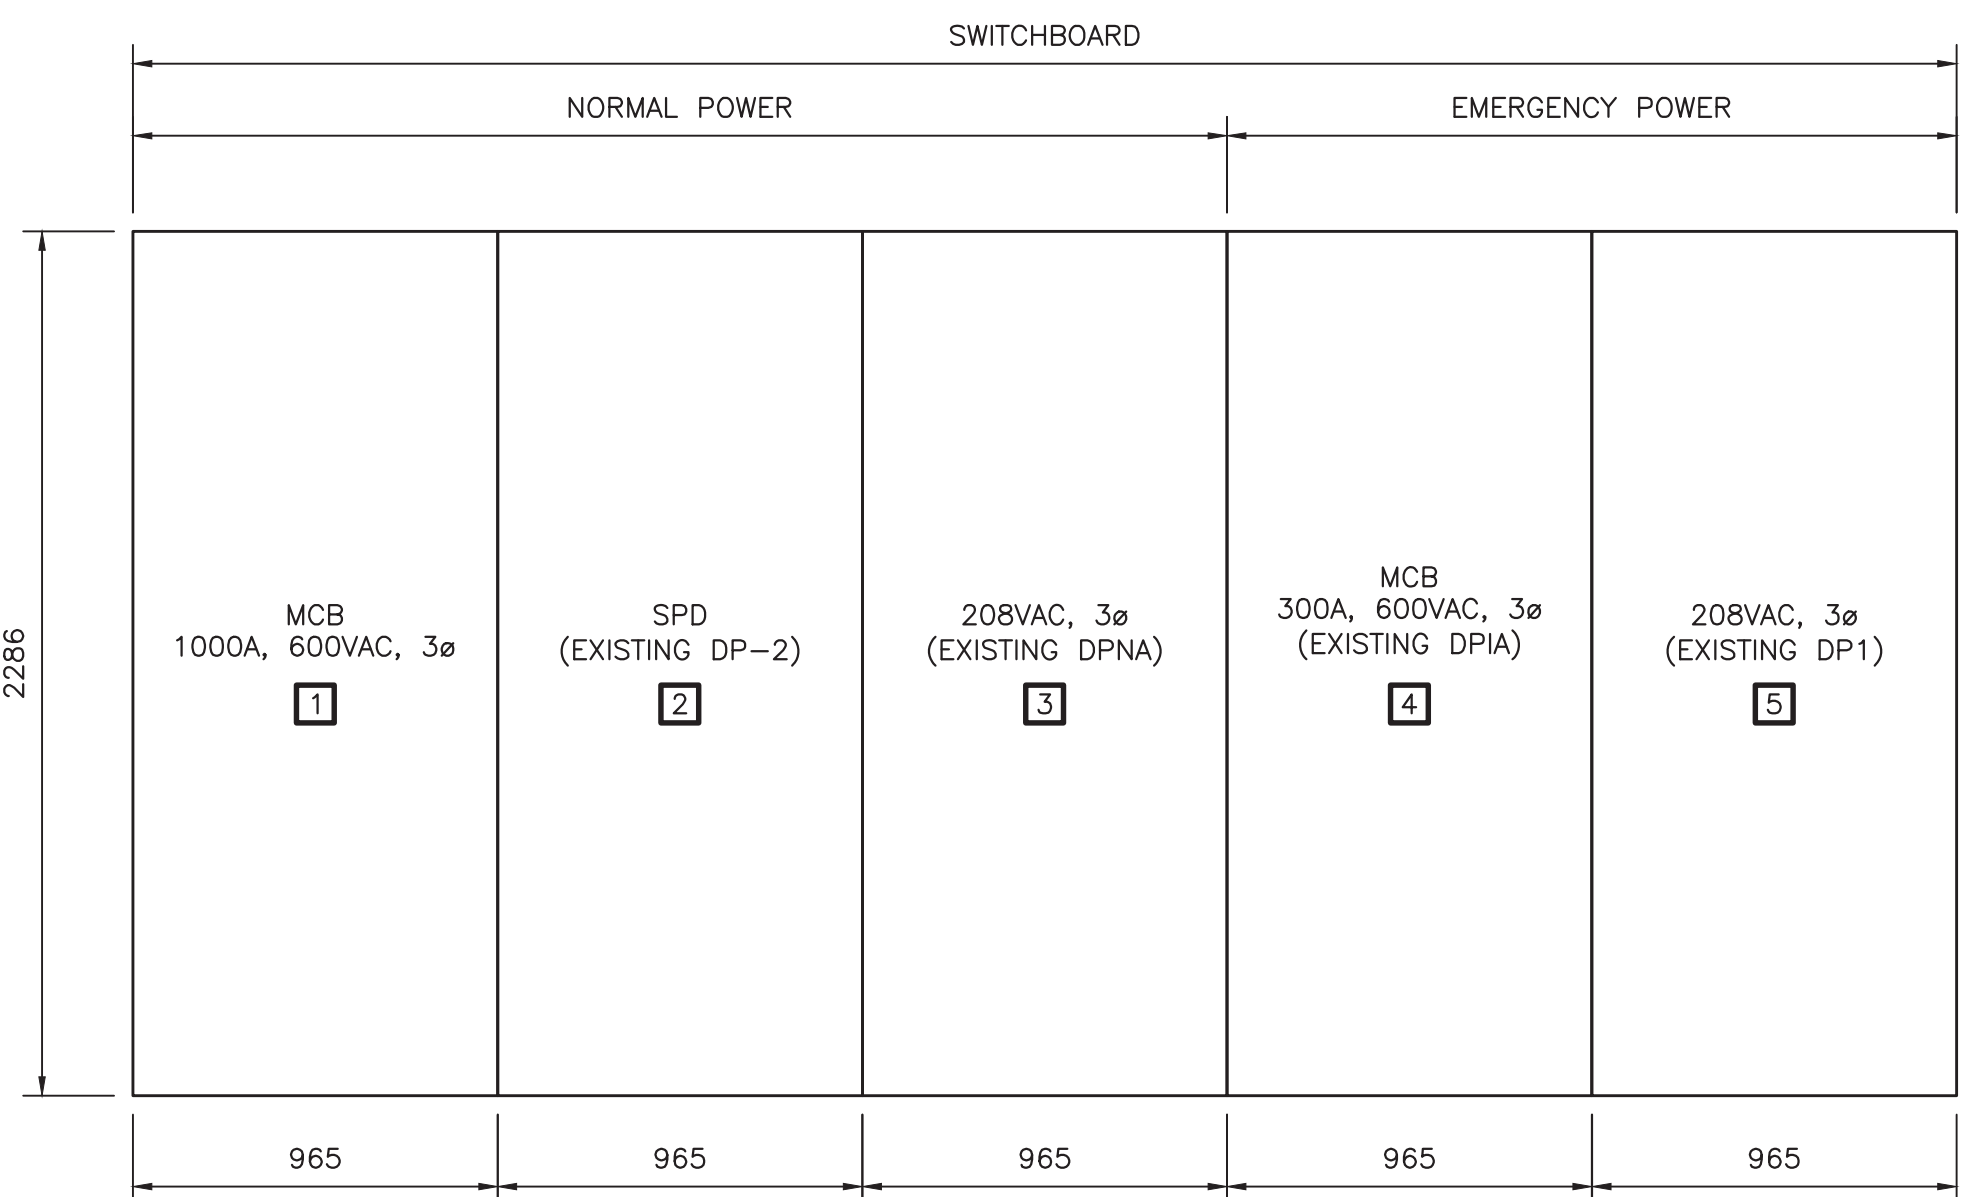 SWITCHBOARD
NORMAL POWER
EMERGENCY POWER
2286
MCB
1000A, 600VAC, 3ø
1
SPD
(EXISTING DP-2)
2
208VAC, 3ø
(EXISTING DPNA)
3
MCB
300A, 600VAC, 3ø
(EXISTING DPIA)
4
208VAC, 3ø
(EXISTING DP1)
5
965
965
965
965
965